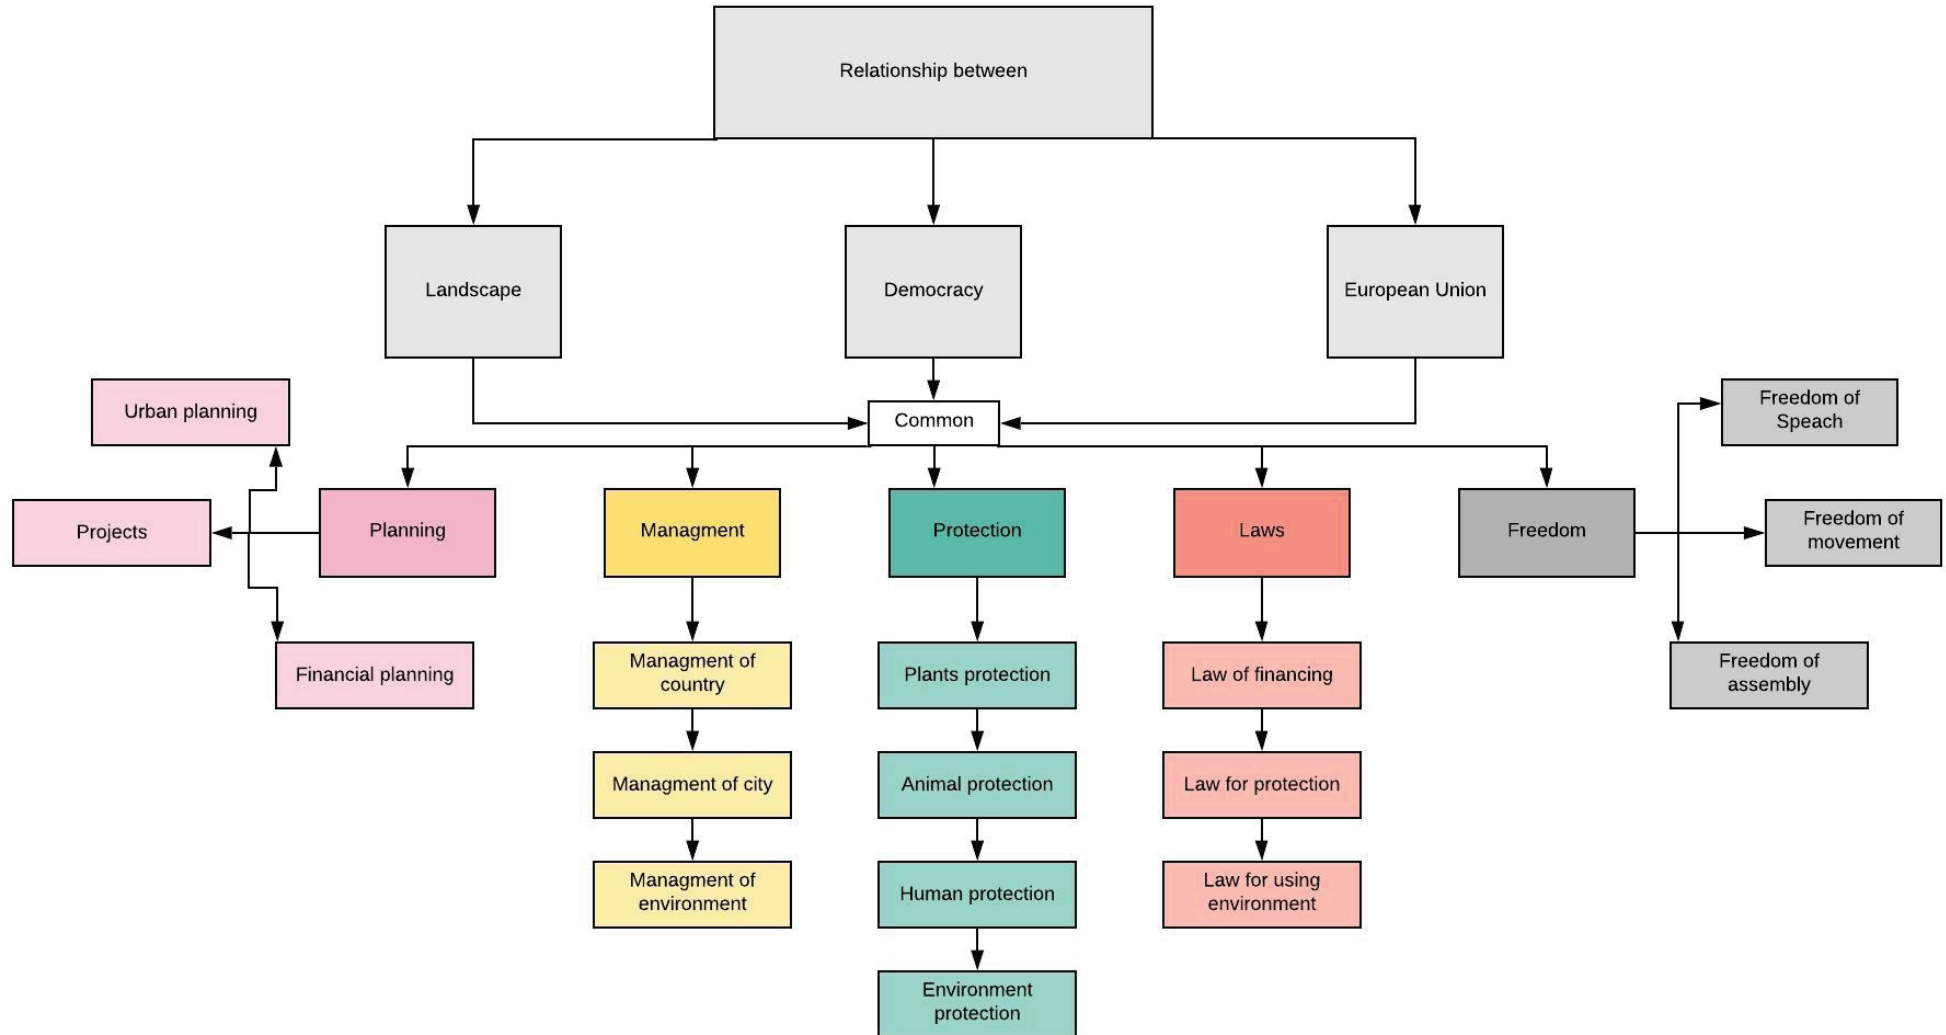 Relationship between
Landscape
Democracy
European Union
Common
Urban planning
Projects
Planning
Financial planning
Managment
Managment of
country
Managment of city
Managment of
environment
Protection
Plants protection
Animal protection
Human protection
Environment
protection
Laws
Law of financing
Law for protection
Law for using
environment
Freedom
Freedom of
Speach
Freedom of
movement
Freedom of
assembly